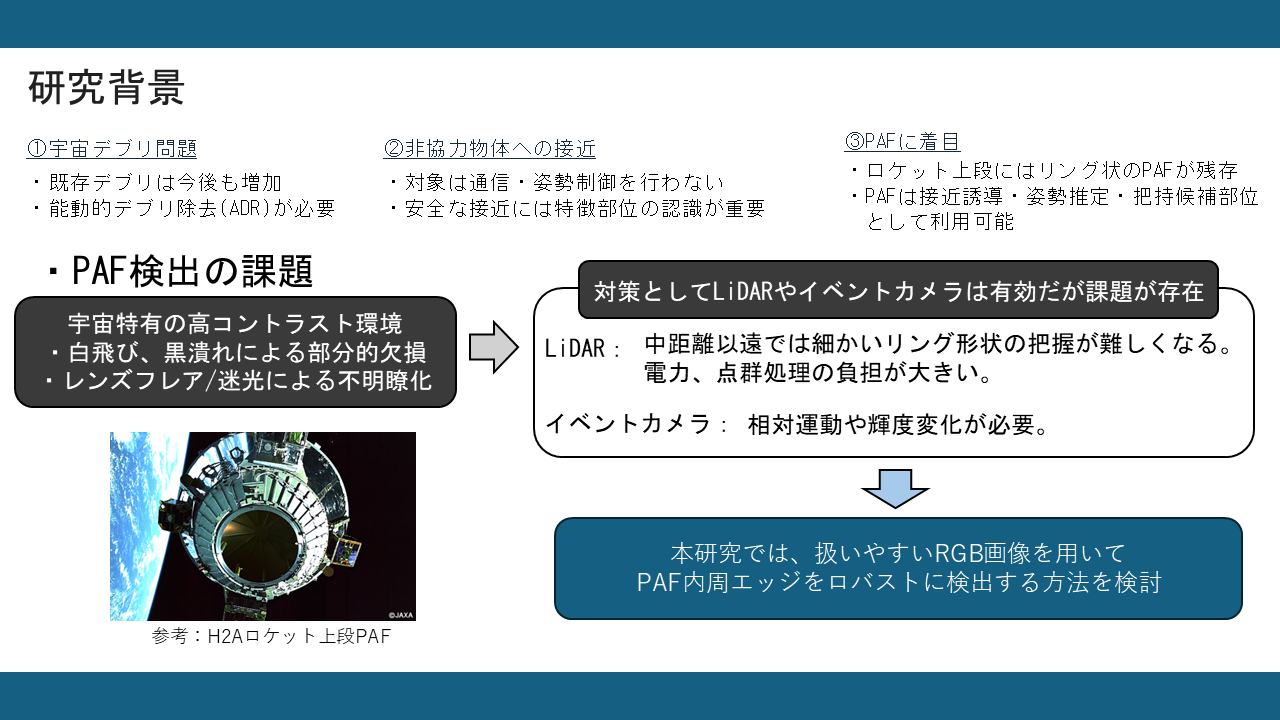 研究背景
①宇宙デブリ問題
・既存デブリは今後も増加
・能動的デブリ除去(ADR)が必要
②非協力物体への接近
・対象は通信・姿勢制御を行わない
・安全な接近には特徴部位の認識が重要
③PAFに着目
・ロケット上段にはリング状のPAFが残存
・PAFは接近誘導・姿勢推定・把持候補部位
として利用可能
・PAF検出の課題
宇宙特有の高コントラスト環境
・白飛び、黒潰れによる部分的欠損
・レンズフレア/迷光による不明瞭化
対策としてLiDARやイベントカメラは有効だが課題が存在
LiDAR： 中距離以遠では細かいリング形状の把握が難しくなる。
電力、点群処理の負担が大きい。
イベントカメラ： 相対運動や輝度変化が必要。
本研究では、扱いやすいRGB画像を用いて
PAF内周エッジをロバストに検出する方法を検討
©JAXA
参考：H2Aロケット上段PAF